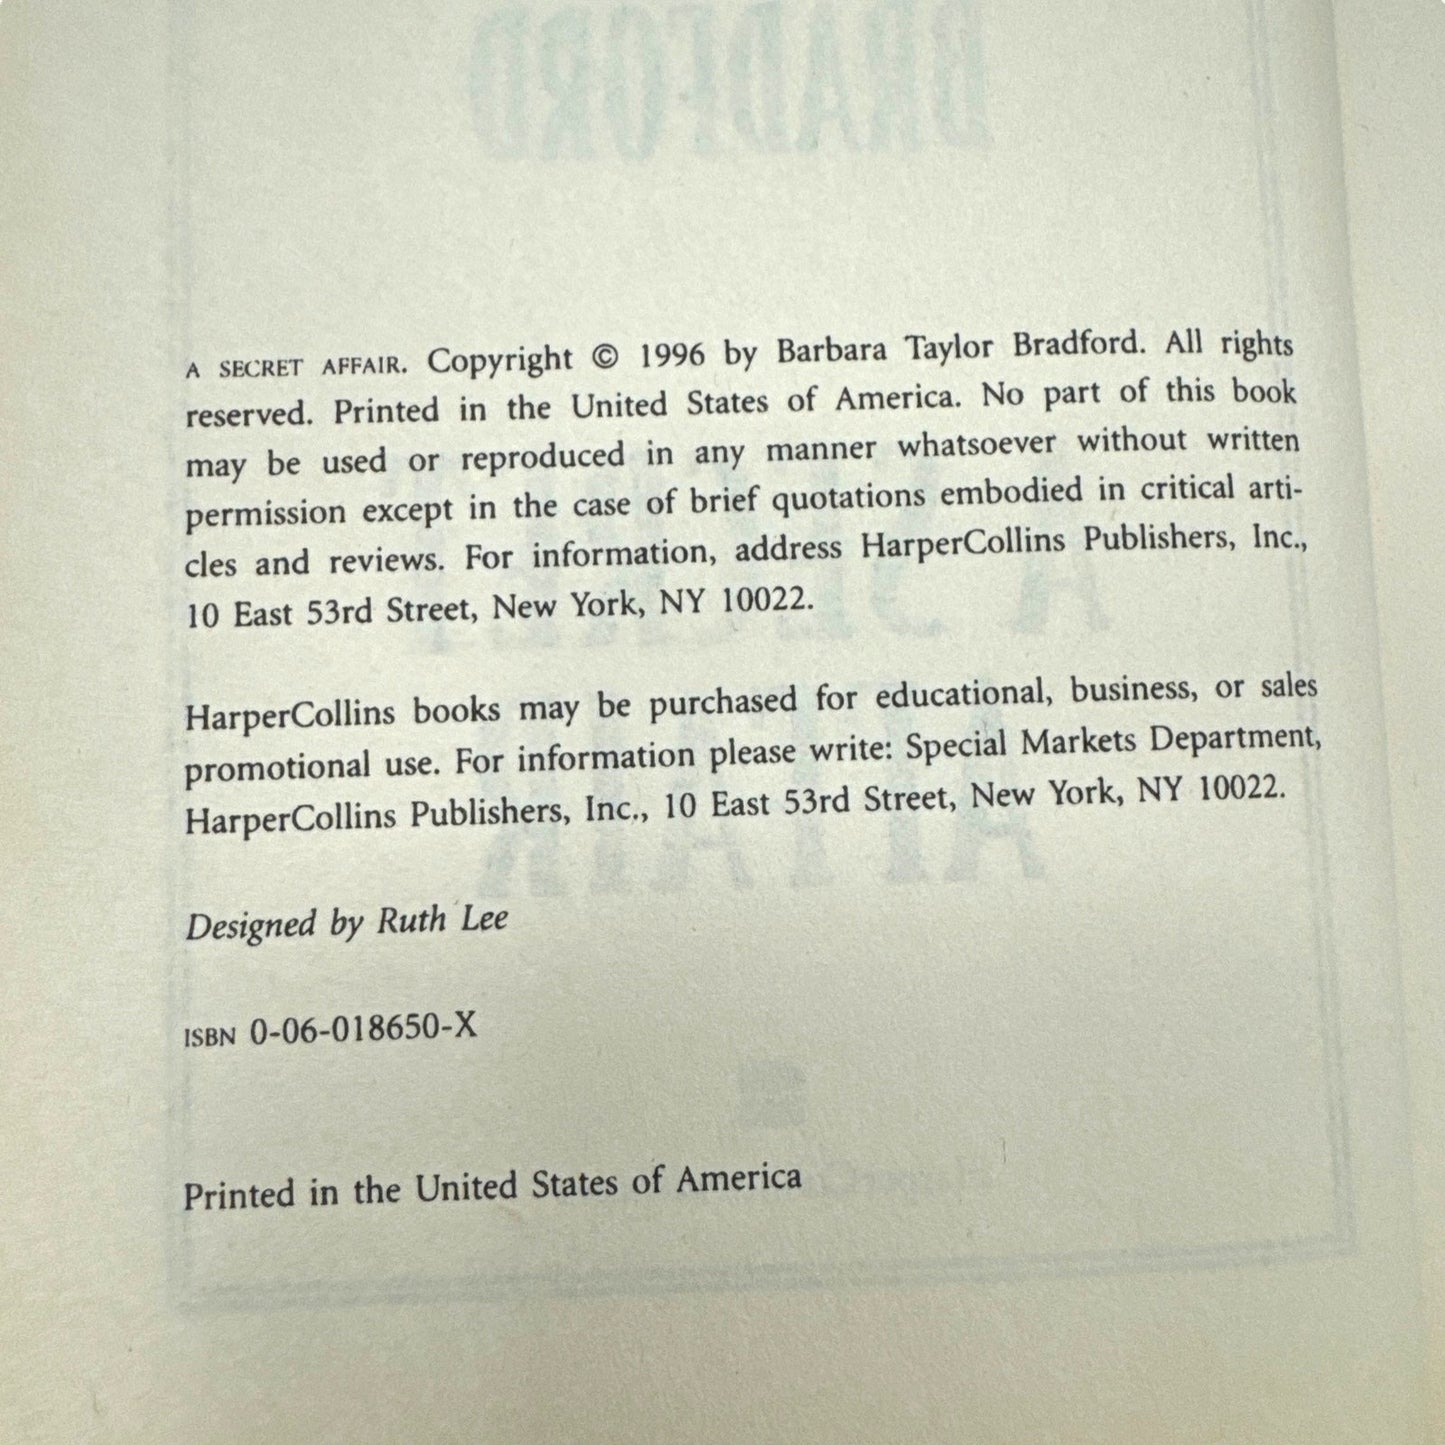 BRADFORD
A SECRET AFFAIR. Copyright © 1996 by Barbara Taylor Bradford. All rights
reserved. Printed in the United States of America. No part of this book
may be used or reproduced in any manner whatsoever without written
permission except in the case of brief quotations embodied in critical arti-
cles and reviews. For information, address HarperCollins Publishers, Inc.,
10 East 53rd Street, New York, NY 10022.
HarperCollins books may be purchased for educational, business, or sales
promotional use. For information please write: Special Markets Department,
HarperCollins Publishers, Inc., 10 East 53rd Street, New York, NY 10022.
Designed by Ruth Lee
ISBN 0-06-018650-X
Printed in the United States of America